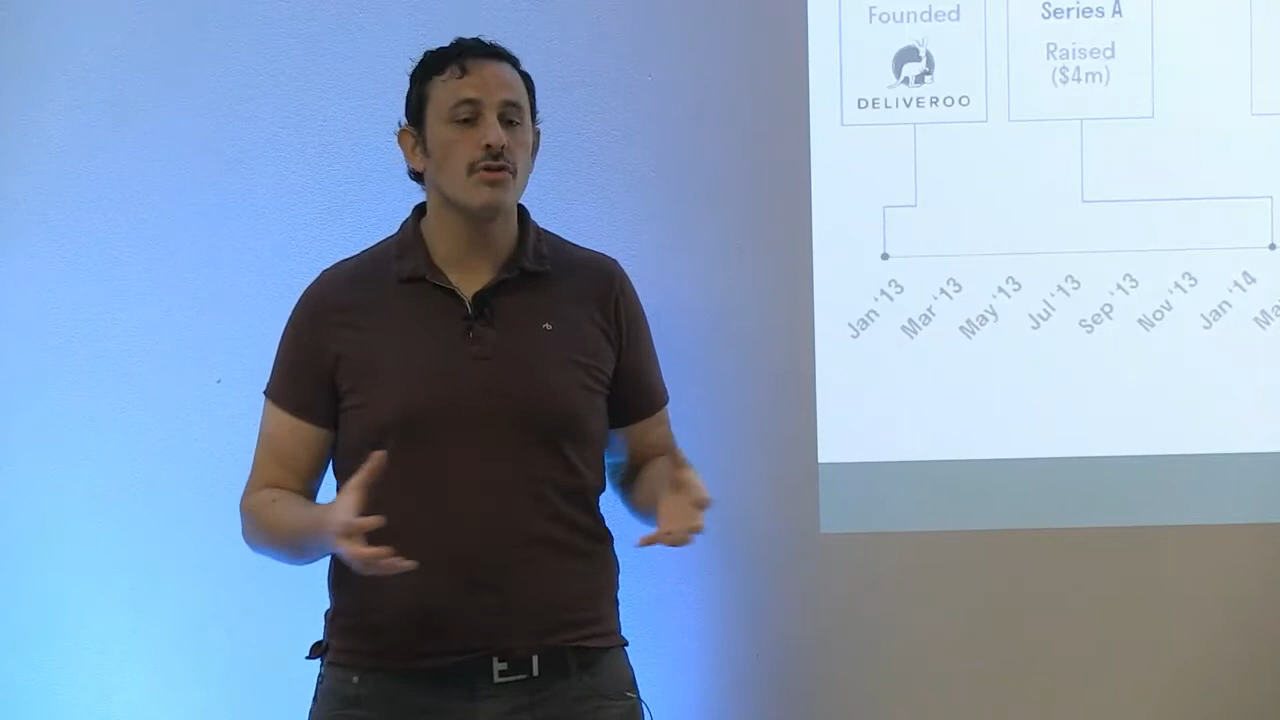 Founded
DELIVEROO
Series A
Raised
($4m)
Jan '13
Mar '13
May '13
Jul '13
Sep '13
Nov '13
Jan '14
rb